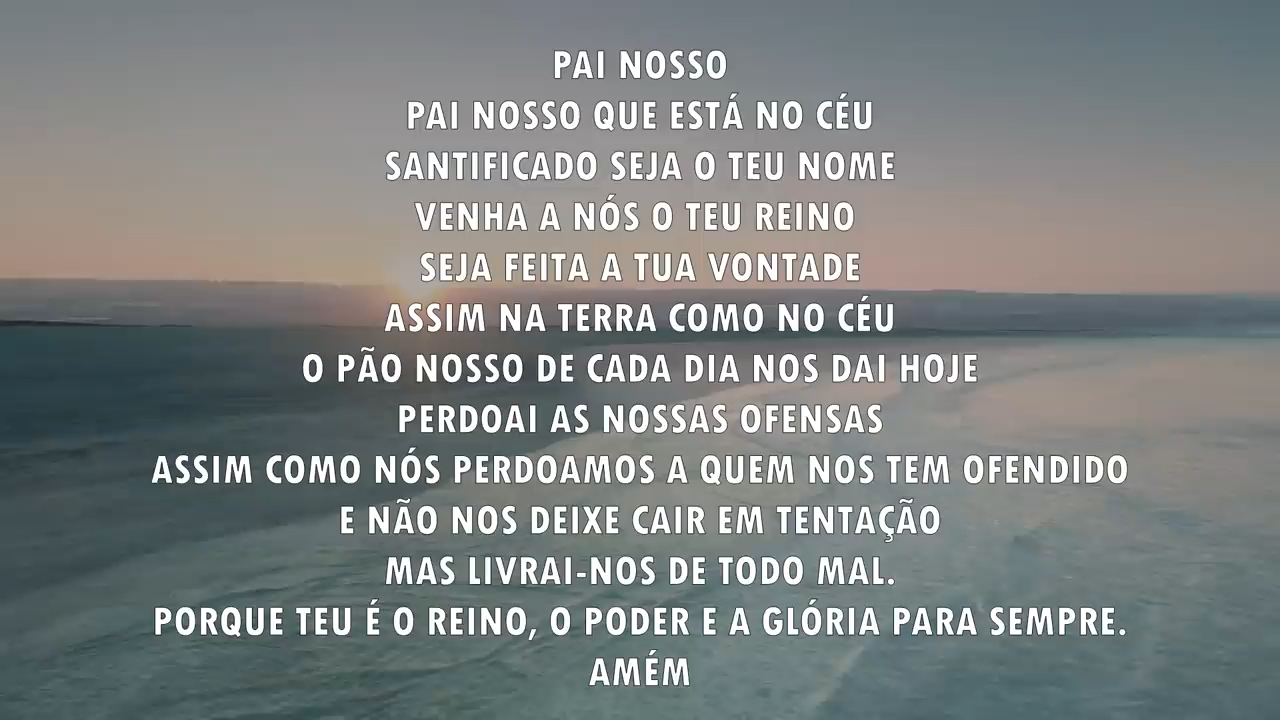 PAI NOSSO
PAI NOSSO QUE ESTÁ NO CÉU
SANTIFICADO SEJA O TEU NOME
VENHA A NÓS O TEU REINO
SEJA FEITA A TUA VONTADE
ASSIM NA TERRA COMO NO CÉU
O PÃO NOSSO DE CADA DIA NOS DAI HOJE
PERDOAI AS NOSSAS OFENSAS
ASSIM COMO NÓS PERDOAMOS A QUEM NOS TEM OFENDIDO
E NÃO NOS DEIXE CAIR EM TENTAÇÃO
MAS LIVRAI-NOS DE TODO MAL.
PORQUE TEU É O REINO, O PODER E A GLÓRIA PARA SEMPRE.
AMÉM